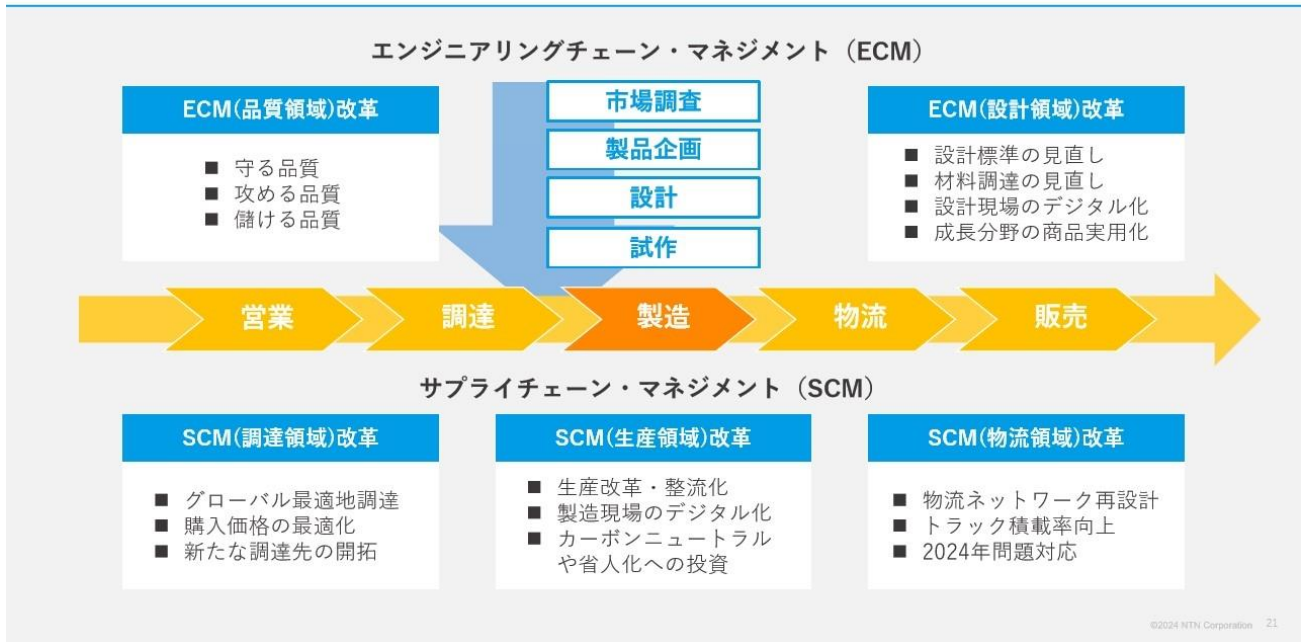 エンジニアリングチェーン・マネジメント（ECM）
ECM(品質領域)改革
■ 守る品質
■ 攻める品質
■ 儲ける品質
市場調査
製品企画
設計
試作
ECM(設計領域)改革
■ 設計標準の見直し
■ 材料調達の見直し
■ 設計現場のデジタル化
■ 成長分野の商品実用化
営業
調達
製造
物流
販売
サプライチェーン・マネジメント（SCM）
SCM(調達領域)改革
■ グローバル最適地調達
■ 購入価格の最適化
■ 新たな調達先の開拓
SCM(生産領域)改革
■ 生産改革・整流化
■ 製造現場のデジタル化
■ カーボンニュートラル
や省人化への投資
SCM(物流領域)改革
■ 物流ネットワーク再設計
■ トラック積載率向上
■ 2024年問題対応
©2024 NTN Corporation 21